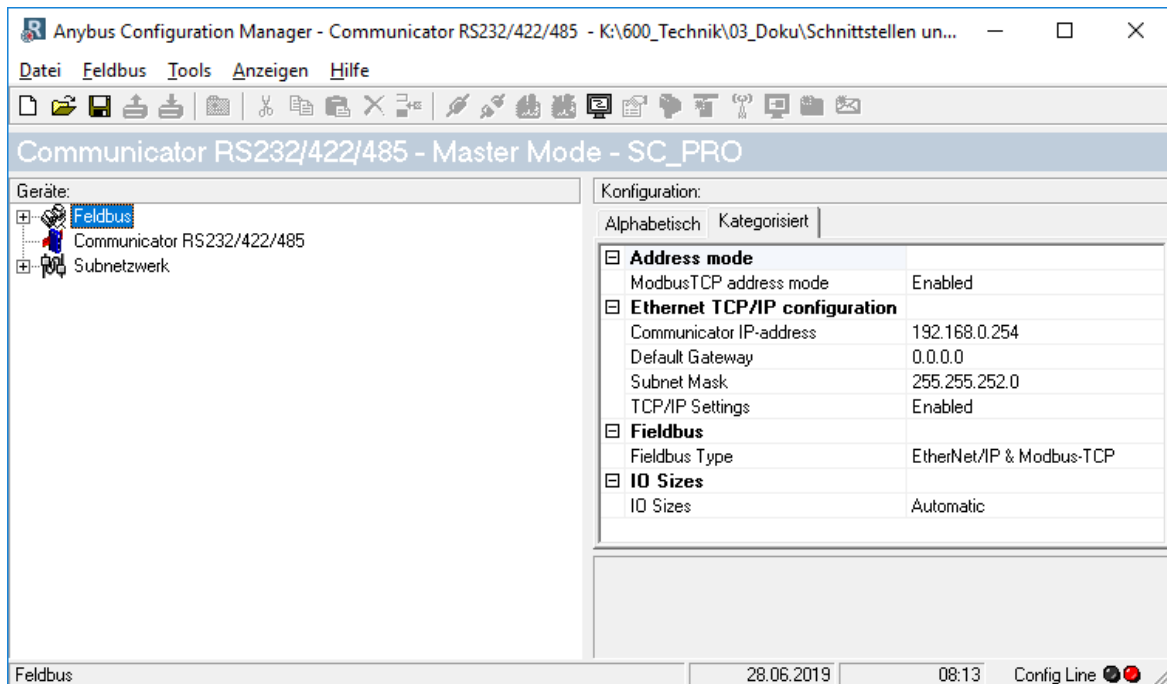 Anybus Configuration Manager - Communicator RS232/422/485 - K:\600_Technik\03_Doku\Schnittstellen un...
Datei Feldbus Tools Anzeigen Hilfe
Communicator RS232/422/485 - Master Mode - SC_PRO
Geräte:
Feldbus
Communicator RS232/422/485
Subnetzwerk
Konfiguration:
Alphabetisch Kategorisiert
Address mode
ModbusTCP address mode Enabled
Ethernet TCP/IP configuration
Communicator IP-address 192.168.0.254
Default Gateway 0.0.0.0
Subnet Mask 255.255.252.0
TCP/IP Settings Enabled
Fieldbus
Fieldbus Type EtherNet/IP & Modbus-TCP
IO Sizes
IO Sizes Automatic
Feldbus 28.06.2019 08:13 Config Line